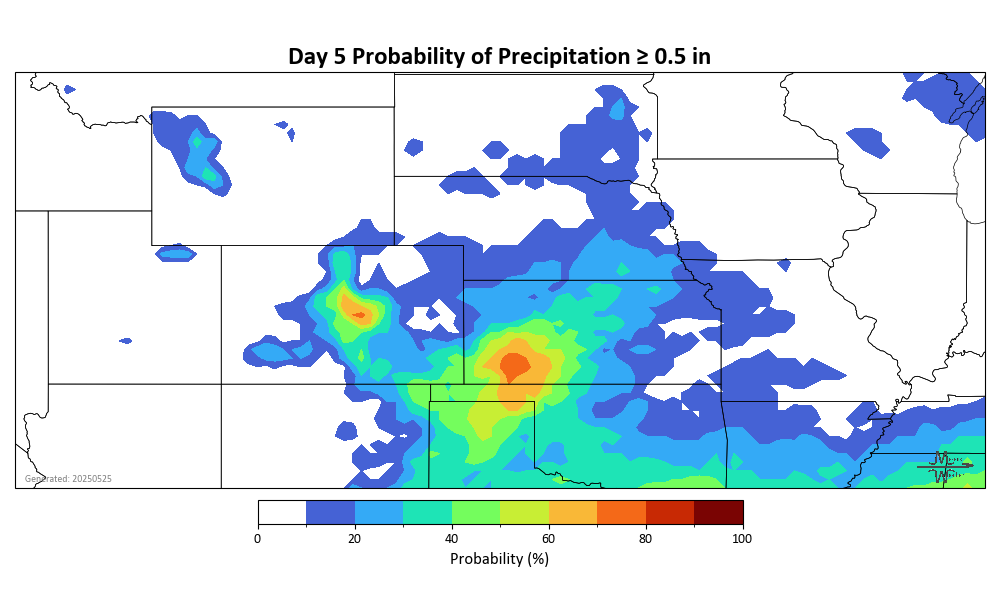 Day 5 Probability of Precipitation ≥ 0.5 in
Generated: 20250525
0 20 40 60 80 100
Probability (%)